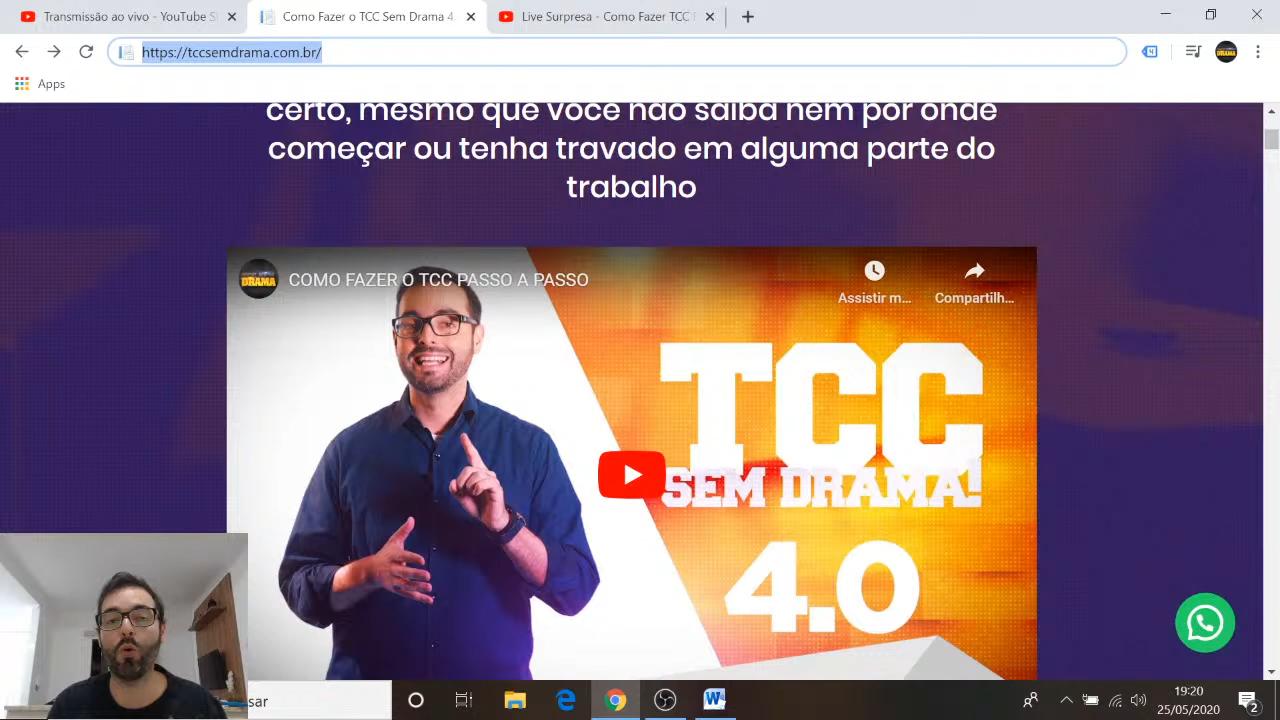 Transmissão ao vivo - YouTube S
Como Fazer o TCC Sem Drama 4.
Live Surpresa - Como Fazer TCC
https://tccsemdrama.com.br/
Apps
certo, mesmo que você não saiba nem por onde
começar ou tenha travado em alguma parte do
trabalho
DRAMA
COMO FAZER O TCC PASSO A PASSO
Assistir m...
Compartilh...
TCC
SEM DRAMA!
4.0
sar
19:20
25/05/2020
2